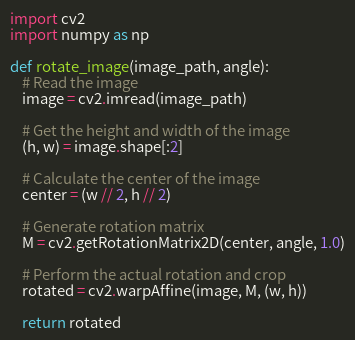 import cv2
import numpy as np
def rotate_image(image_path, angle):
# Read the image
image = cv2.imread(image_path)
# Get the height and width of the image
(h, w) = image.shape[:2]
# Calculate the center of the image
center = (w // 2, h // 2)
# Generate rotation matrix
M = cv2.getRotationMatrix2D(center, angle, 1.0)
# Perform the actual rotation and crop
rotated = cv2.warpAffine(image, M, (w, h))
return rotated